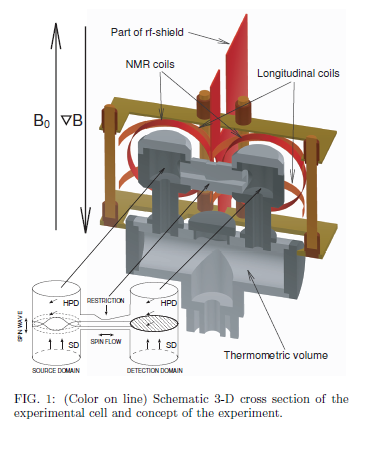 Part of rf-shield
NMR coils
Longitudinal coils
B0 ∇B
HPD
RESTRICTION
HPD
SPIN WAVE
SPIN FLOW
SD
SD
SOURCE DOMAIN
DETECTION DOMAIN
Thermometric volume
FIG. 1: (Color on line) Schematic 3-D cross section of the
experimental cell and concept of the experiment.